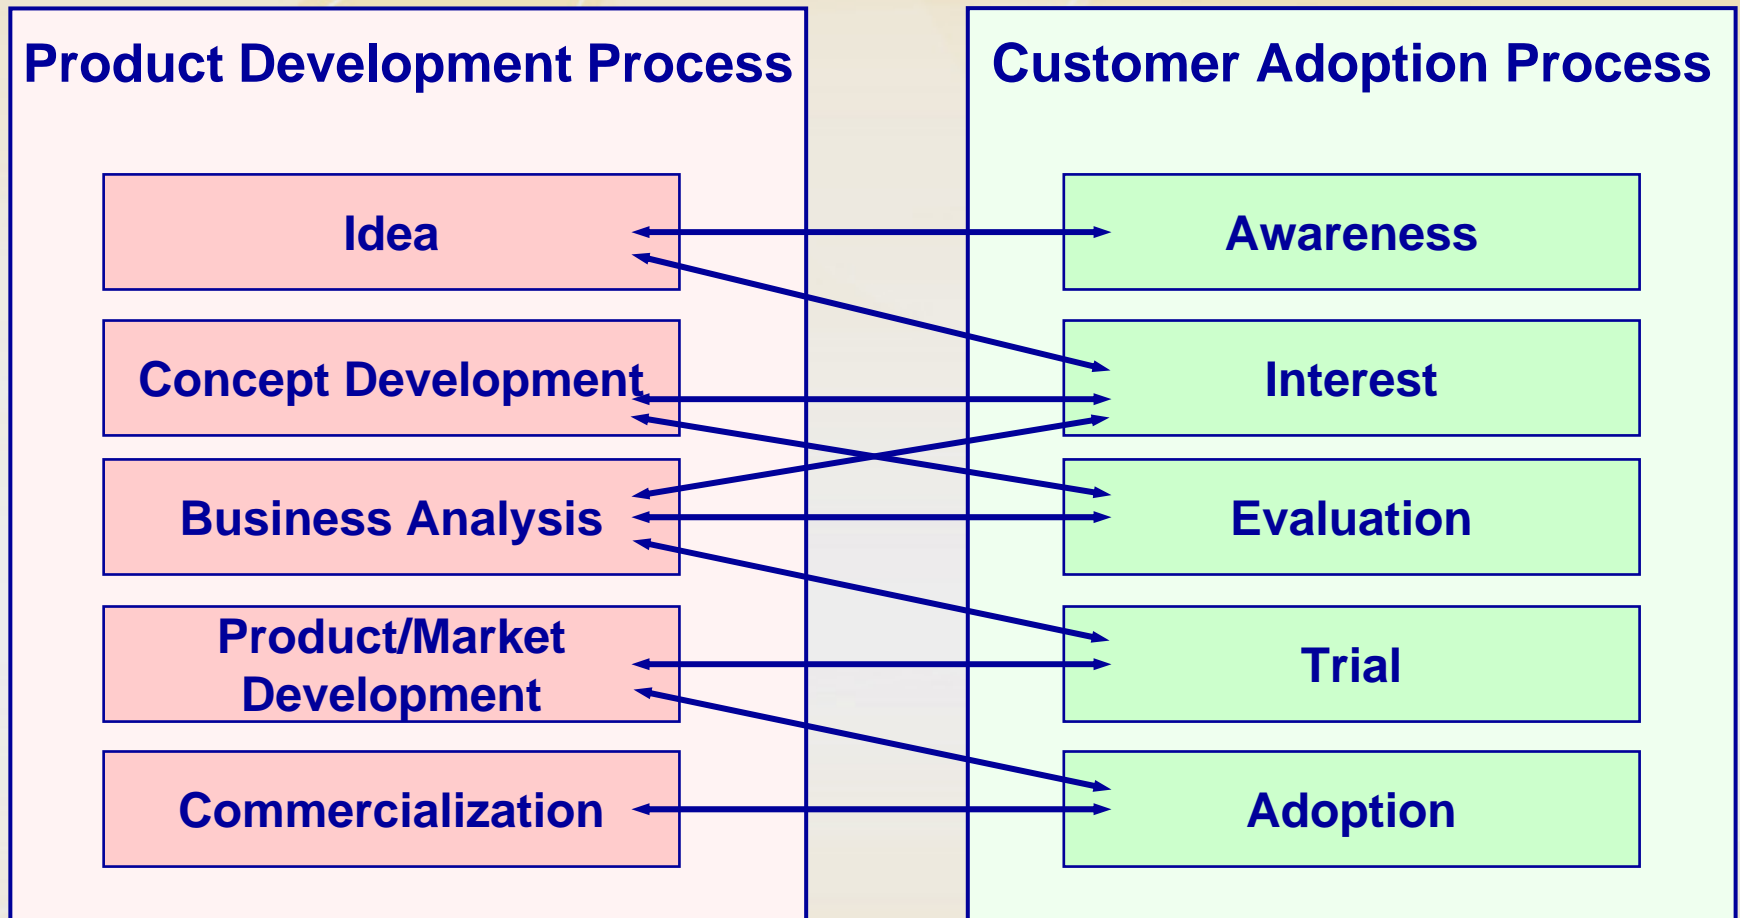 Product Development Process
Customer Adoption Process
Idea
Awareness
Concept Development
Interest
Business Analysis
Evaluation
Product/Market
Development
Trial
Commercialization
Adoption